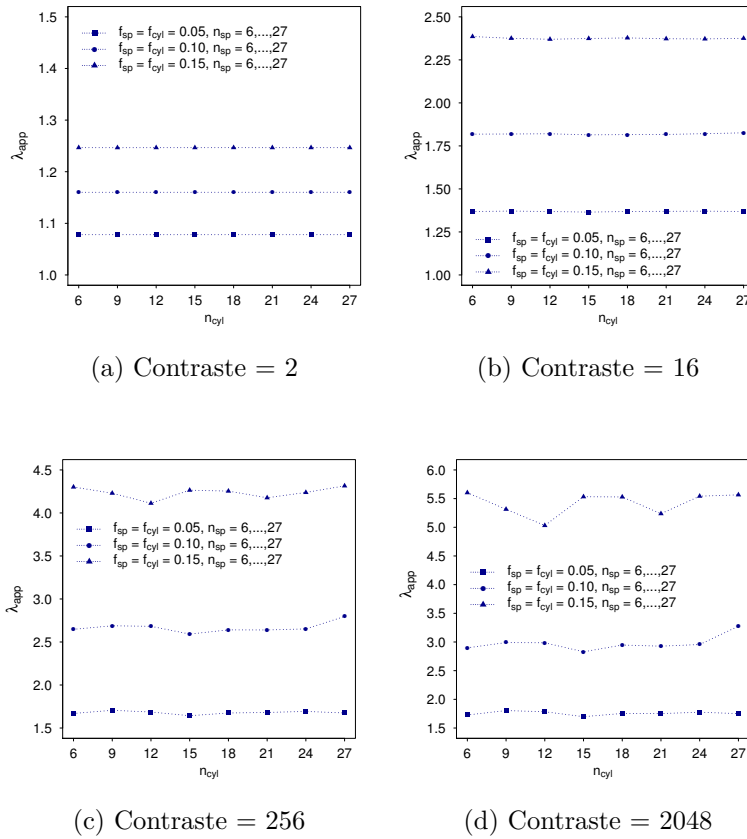 1.5
1.4
1.3
1.2
1.1
1.0
λapp
fsp = fcyl = 0.05, nsp = 6,...,27
fsp = fcyl = 0.10, nsp = 6,...,27
fsp = fcyl = 0.15, nsp = 6,...,27
6 9 12 15 18 21 24 27
ncyl
(a) Contraste = 2
2.50
2.25
2.00
1.75
1.50
1.25
1.00
λapp
fsp = fcyl = 0.05, nsp = 6,...,27
fsp = fcyl = 0.10, nsp = 6,...,27
fsp = fcyl = 0.15, nsp = 6,...,27
6 9 12 15 18 21 24 27
ncyl
(b) Contraste = 16
4.5
4.0
3.5
3.0
2.5
2.0
1.5
λapp
fsp = fcyl = 0.05, nsp = 6,...,27
fsp = fcyl = 0.10, nsp = 6,...,27
fsp = fcyl = 0.15, nsp = 6,...,27
6 9 12 15 18 21 24 27
ncyl
(c) Contraste = 256
6.0
5.5
5.0
4.5
4.0
3.5
3.0
2.5
2.0
1.5
λapp
fsp = fcyl = 0.05, nsp = 6,...,27
fsp = fcyl = 0.10, nsp = 6,...,27
fsp = fcyl = 0.15, nsp = 6,...,27
6 9 12 15 18 21 24 27
ncyl
(d) Contraste = 2048